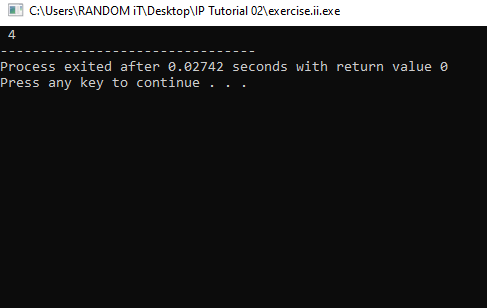 C:\Users\RANDOM iT\Desktop\IP Tutorial 02\exercise.ii.exe
4
--------------------------------
Process exited after 0.02742 seconds with return value 0
Press any key to continue . . .